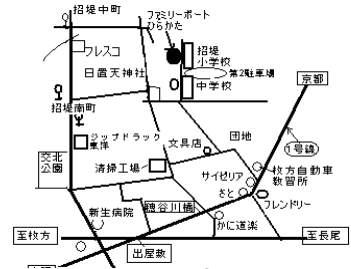 招堤中町
ファミリーポート
ひらかた
フレスコ
招堤
小学校
日置天神社
第2駐車場
中学校
京都
招堤南町
ジップドラッグ
東洋
文具店
団地
1号線
交北
公園
清掃工場
サイゼリア
枚方自動車
教習所
さと
フレンドリー
新生病院
穂谷川橋
かに道楽
至枚方
至長尾
出屋敷